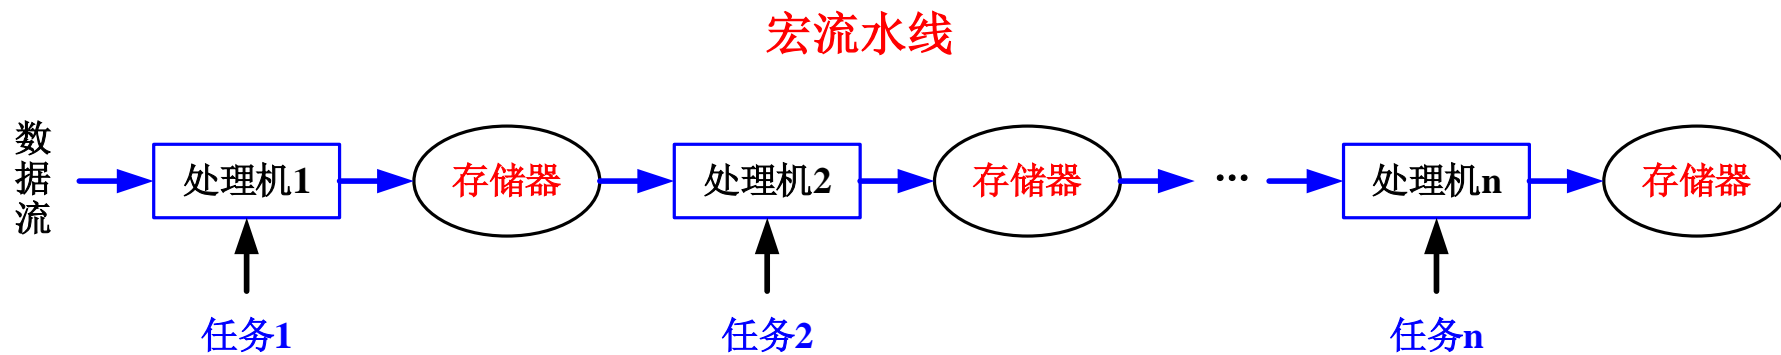 宏流水线
数据流
处理机1
存储器
处理机2
存储器
...
处理机n
存储器
任务1
任务2
任务n